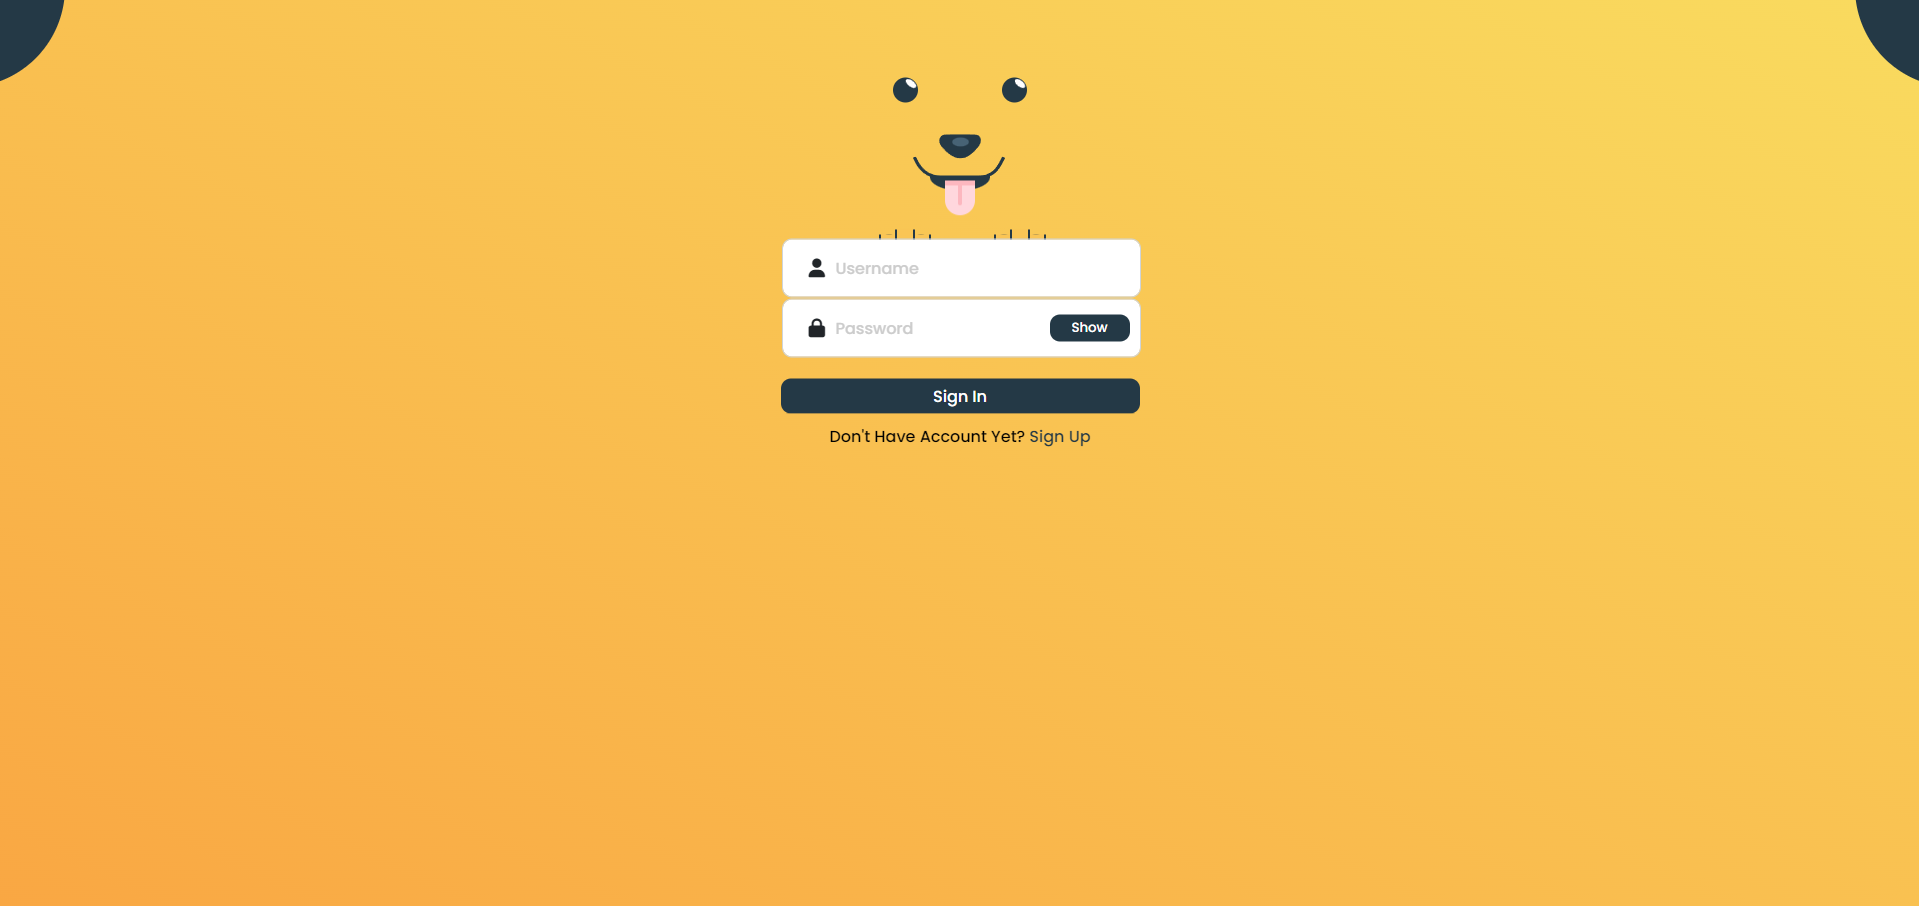 Username
Password
Show
Sign In
Don't Have Account Yet? Sign Up